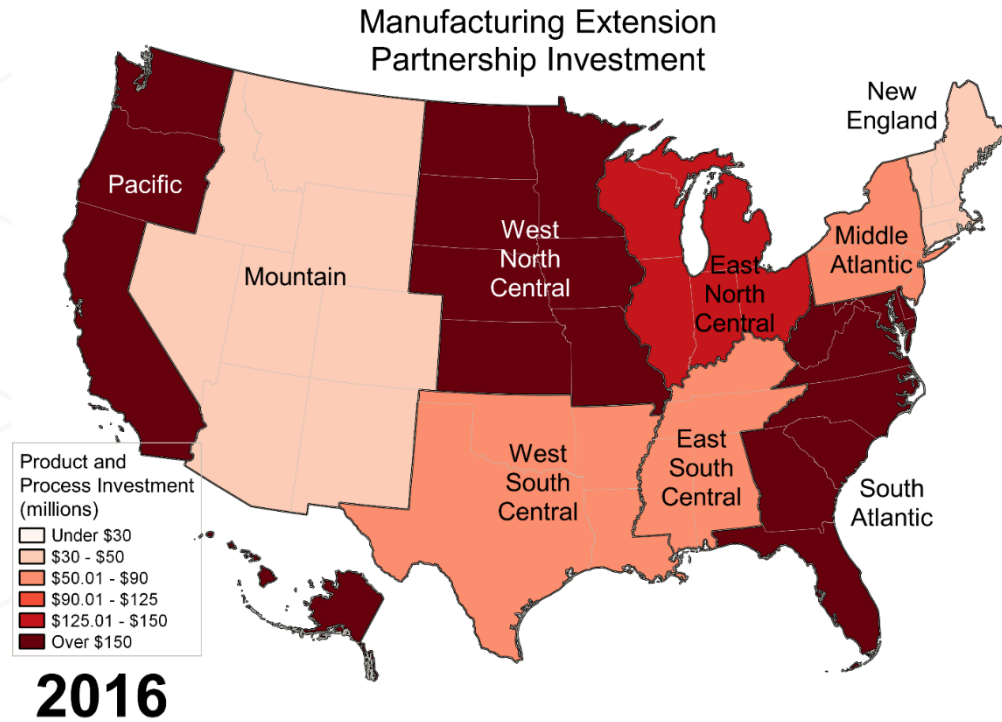 Manufacturing Extension
Partnership Investment
New
England
Pacific
West
North
Central
Middle
Atlantic
Mountain
East
North
Central
West
South
Central
East
South
Central
South
Atlantic
Product and
Process Investment
(millions)
Under $30
$30 - $50
$50.01 - $90
$90.01 - $125
$125.01 - $150
Over $150
2016